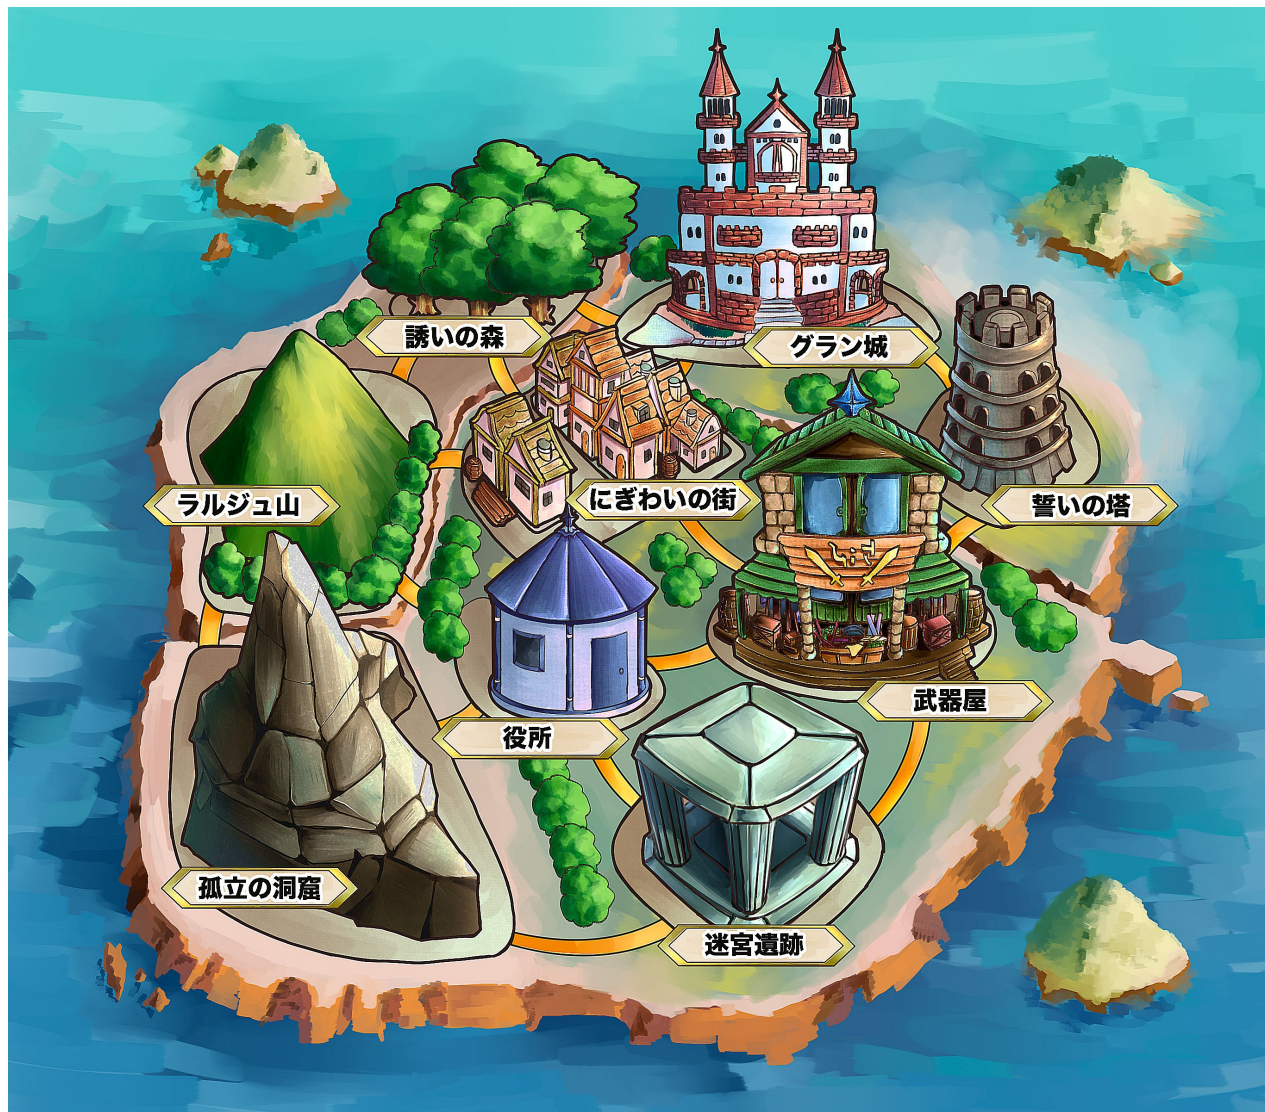 誘いの森
グラン城
ラルジュ山
にぎわいの街
誓いの塔
武器屋
役所
孤立の洞窟
迷宮遺跡